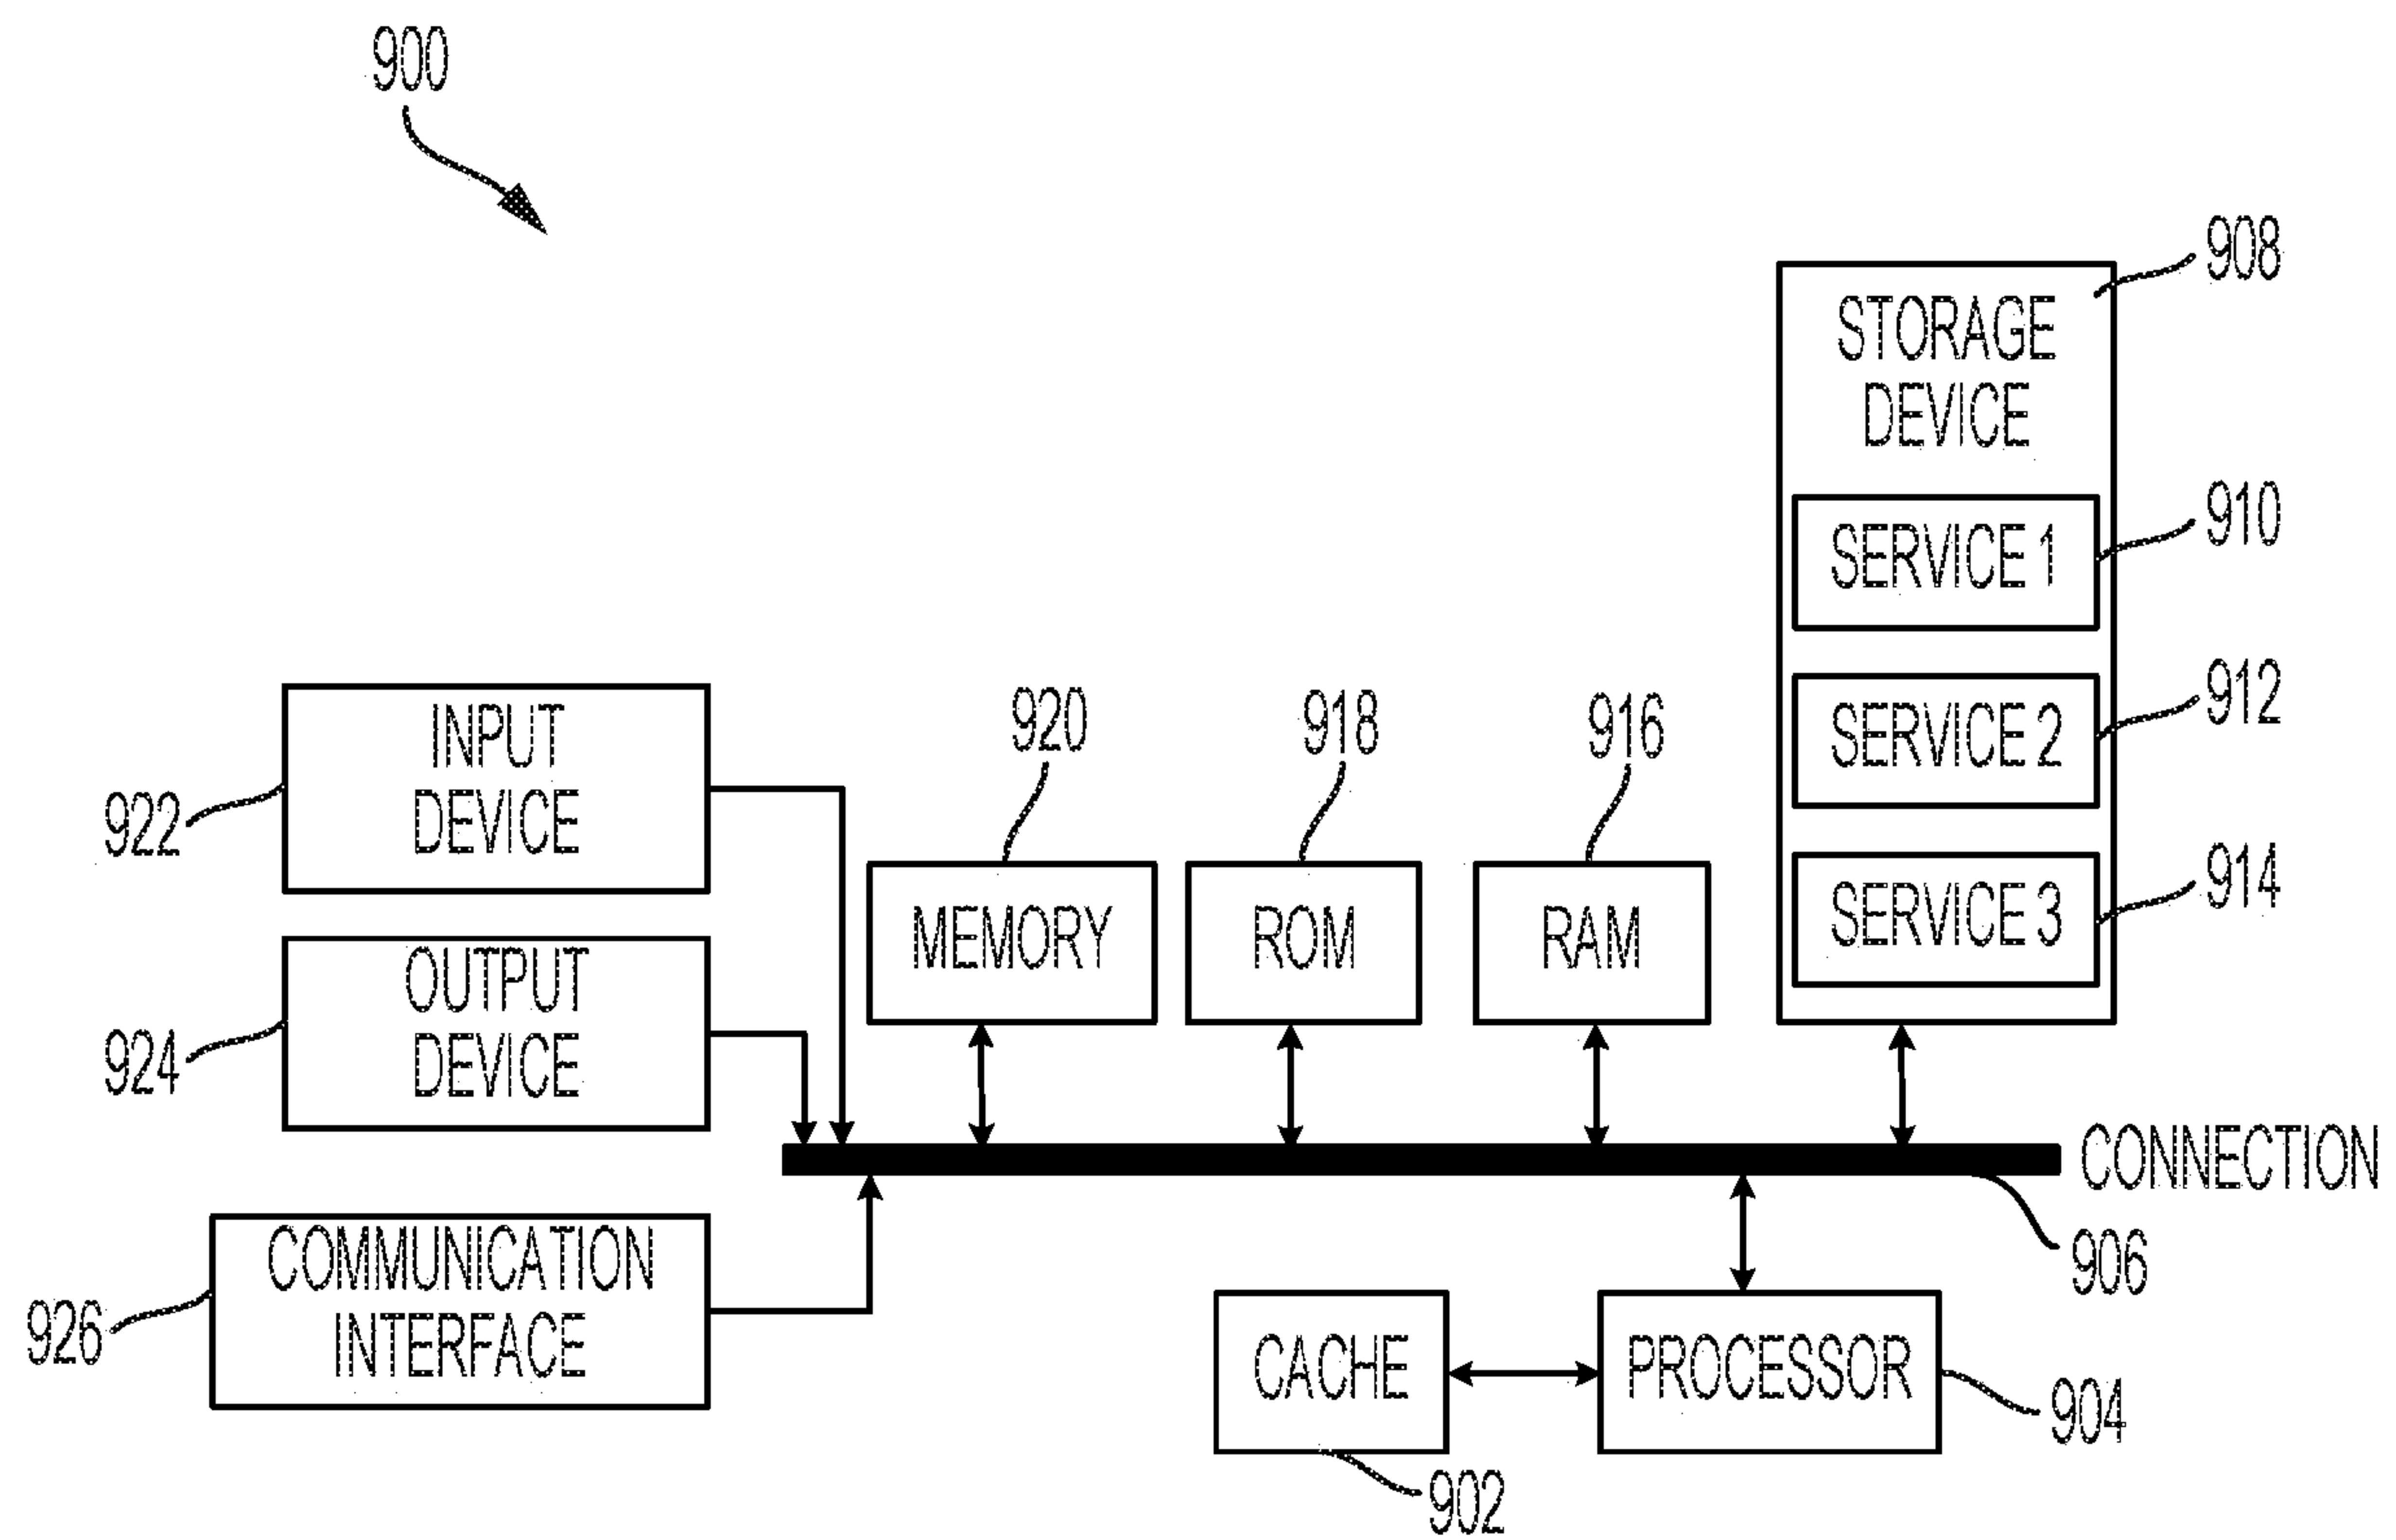 900
908
STORAGE
DEVICE
910
SERVICE 1
912
SERVICE 2
914
SERVICE 3
922
INPUT
DEVICE
920
MEMORY
918
ROM
916
RAM
924
OUTPUT
DEVICE
CONNECTION
906
926
COMMUNICATION
INTERFACE
CACHE
902
PROCESSOR
904